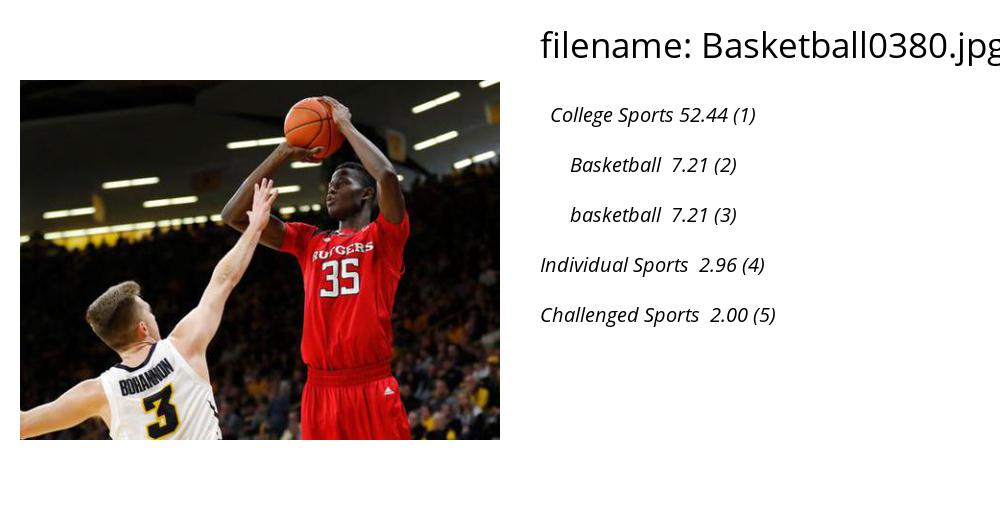 filename: Basketball0380.jpg
College Sports 52.44 (1)
Basketball 7.21 (2)
basketball 7.21 (3)
Individual Sports 2.96 (4)
Challenged Sports 2.00 (5)
RUTGERS
35
BOHANNON
3